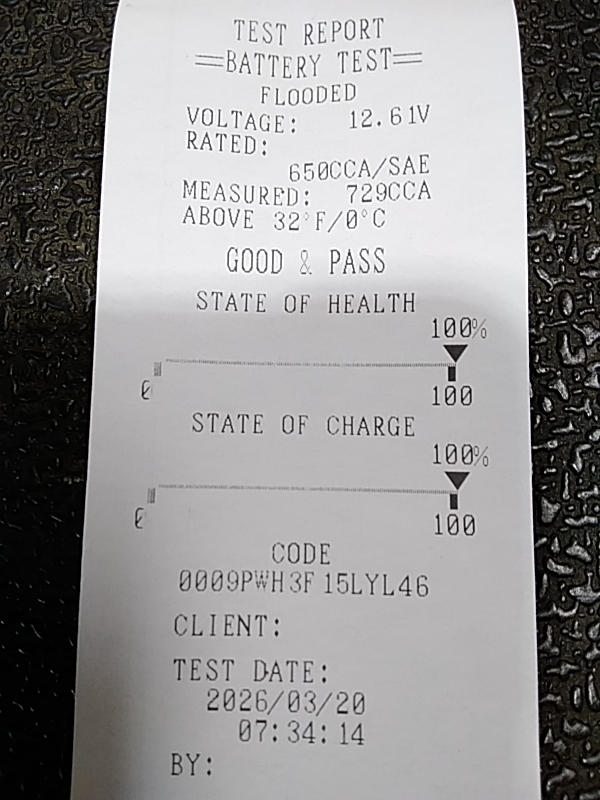 TEST REPORT
==BATTERY TEST==
FLOODED
VOLTAGE: 12.61V
RATED:
650CCA/SAE
MEASURED: 729CCA
ABOVE 32°F/0°C
GOOD & PASS
STATE OF HEALTH
100%
0 100
STATE OF CHARGE
100%
0 100
CODE
0009PWH3F15LYL46
CLIENT:
TEST DATE:
2026/03/20
07:34:14
BY: